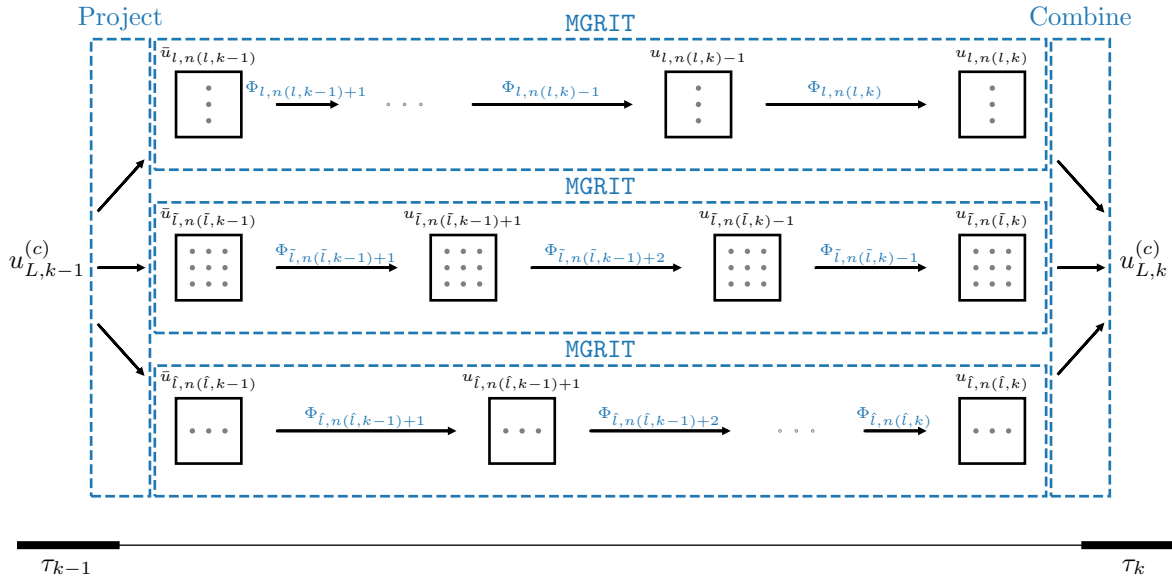 Project
MGRIT
Combine
ū_{l,n(l,k−1)}
u_{l,n(l,k)−1}
u_{l,n(l,k)}
Φ_{l,n(l,k−1)+1}
. . .
Φ_{l,n(l,k)−1}
Φ_{l,n(l,k)}
MGRIT
ū_{l̃,n(l̃,k−1)}
u_{l̃,n(l̃,k−1)+1}
u_{l̃,n(l̃,k)−1}
u_{l̃,n(l̃,k)}
Φ_{l̃,n(l̃,k−1)+1}
Φ_{l̃,n(l̃,k−1)+2}
Φ_{l̃,n(l̃,k)−1}
u^{(c)}_{L,k−1}
u^{(c)}_{L,k}
MGRIT
ū_{l̂,n(l̂,k−1)}
u_{l̂,n(l̂,k−1)+1}
u_{l̂,n(l̂,k)}
Φ_{l̂,n(l̂,k−1)+1}
Φ_{l̂,n(l̂,k−1)+2}
. . .
Φ_{l̂,n(l̂,k)}
τ_{k−1}
τ_k